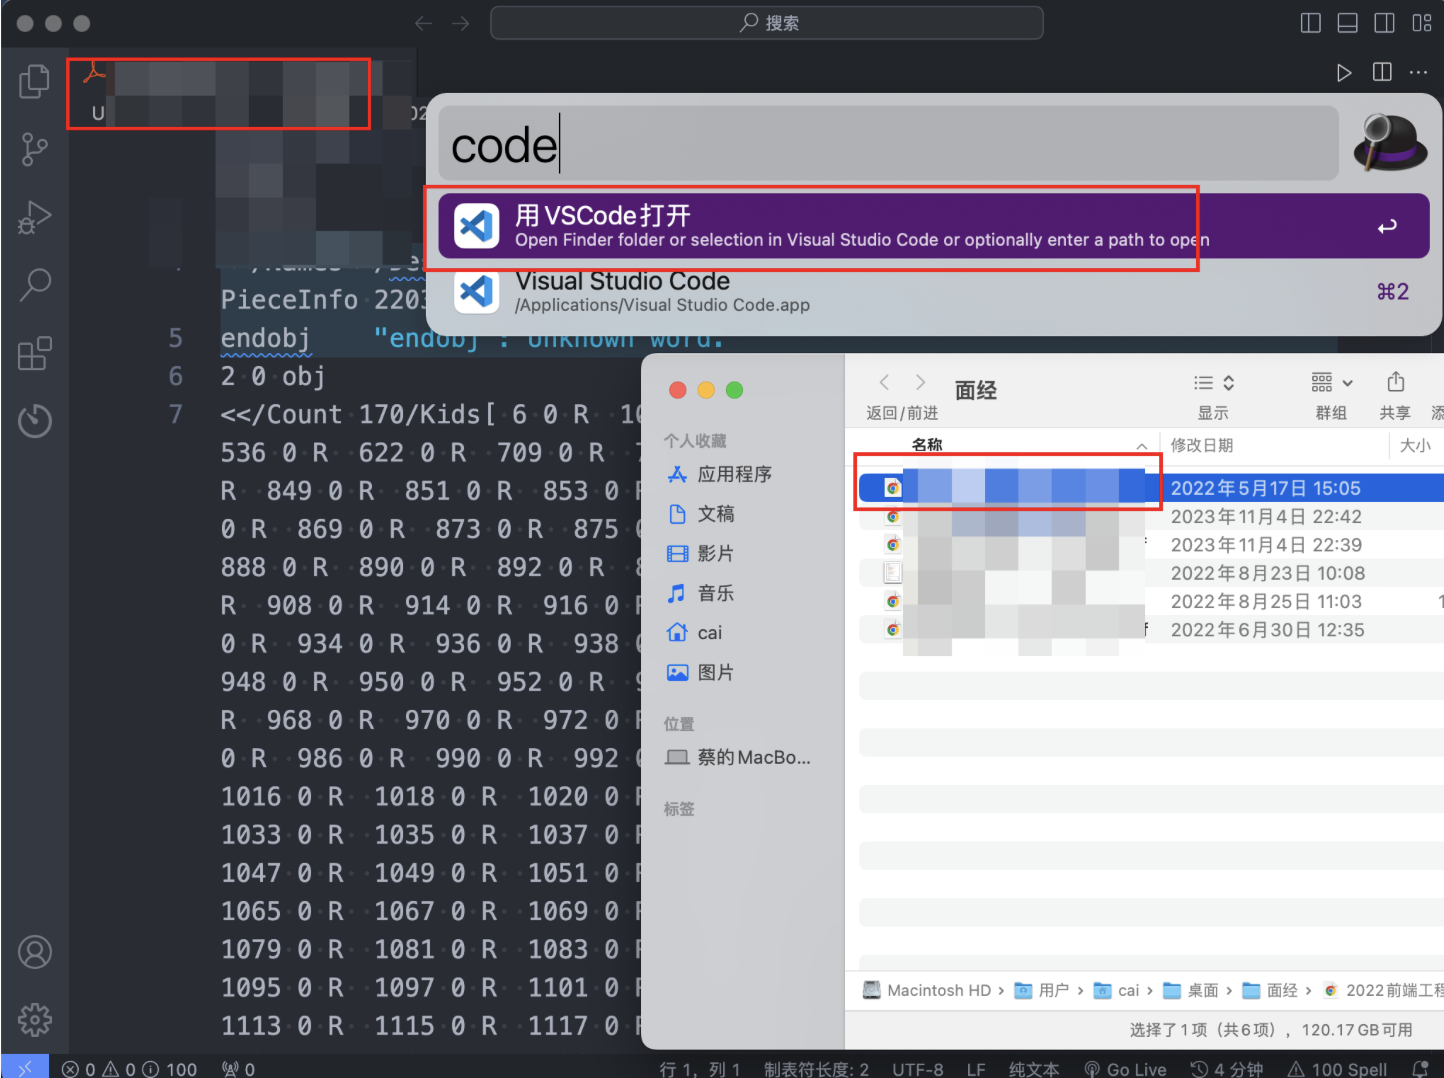 搜索
U
02
code
用VSCode打开
Open Finder folder or selection in Visual Studio Code or optionally enter a path to open
Visual Studio Code
/Applications/Visual Studio Code.app
⌘2
PieceInfo 2203
5 endobj "endobj": Unknown word.
6 2 0 obj
7 <</Count 170/Kids[ 6 0 R 10
536 0 R 622 0 R 709 0 R
R 849 0 R 851 0 R 853 0 R
0 R 869 0 R 873 0 R 875
888 0 R 890 0 R 892 0 R
R 908 0 R 914 0 R 916 0
0 R 934 0 R 936 0 R 938
948 0 R 950 0 R 952 0 R
R 968 0 R 970 0 R 972 0
0 R 986 0 R 990 0 R 992
1016 0 R 1018 0 R 1020 0
1033 0 R 1035 0 R 1037 0
1047 0 R 1049 0 R 1051 0
1065 0 R 1067 0 R 1069 0
1079 0 R 1081 0 R 1083 0
1095 0 R 1097 0 R 1101 0
1113 0 R 1115 0 R 1117 0
面经
返回/前进
显示
群组
共享
添
名称
修改日期
大小
个人收藏
应用程序
文稿
影片
音乐
cai
图片
位置
蔡的MacBo...
标签
2022年5月17日 15:05
2023年11月4日 22:42
2023年11月4日 22:39
2022年8月23日 10:08
2022年8月25日 11:03
2022年6月30日 12:35
Macintosh HD › 用户 › cai › 桌面 › 面经 › 2022前端工程
选择了1项（共6项），120.17 GB可用
0 0 100 0
行 1，列 1 制表符长度: 2 UTF-8 LF 纯文本 Go Live 4 分钟 100 Spell